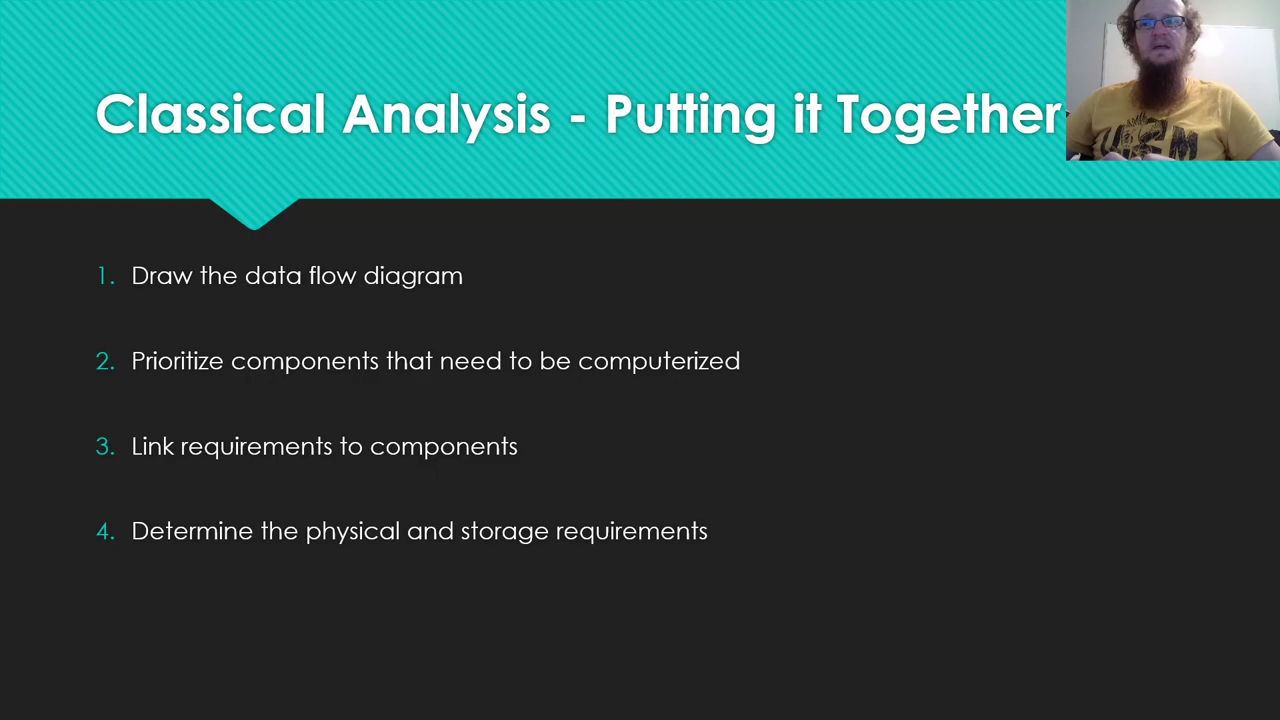 Classical Analysis - Putting it Together
1. Draw the data flow diagram
2. Prioritize components that need to be computerized
3. Link requirements to components
4. Determine the physical and storage requirements